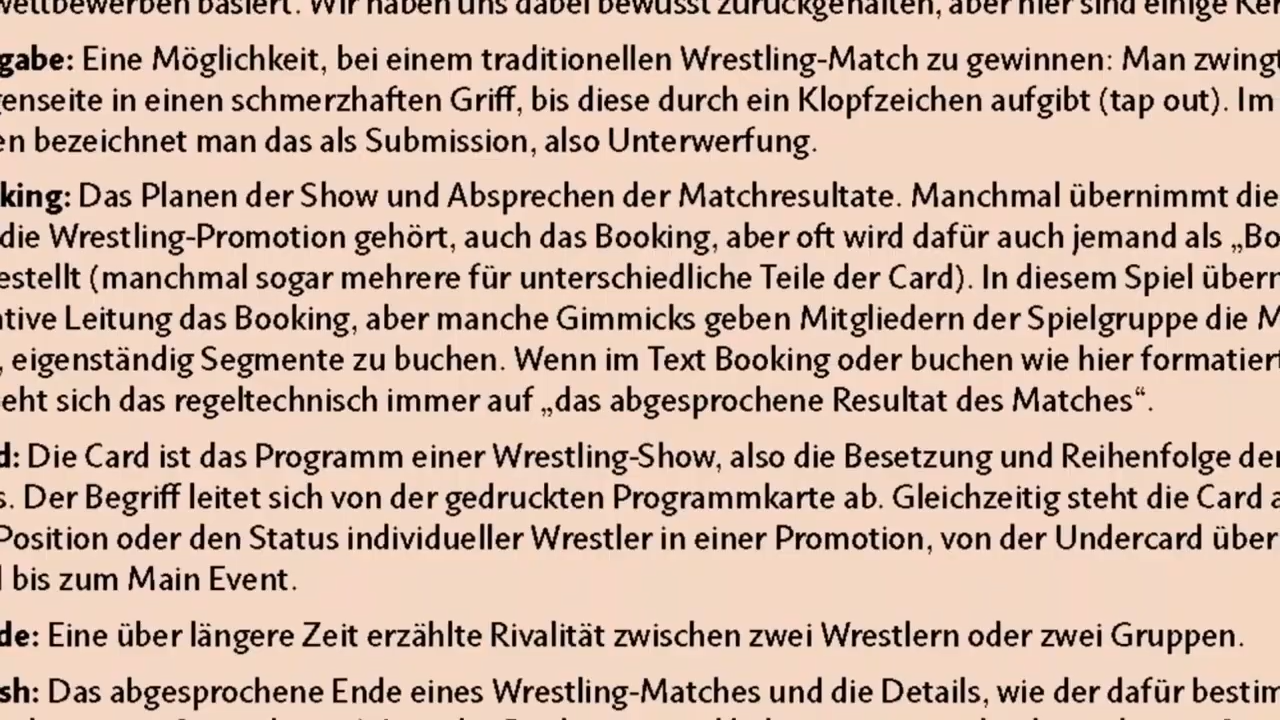 wettbewerben basiert. Wir haben uns dabei bewusst zurückgehalten, aber hier sind einige Ker
gabe: Eine Möglichkeit, bei einem traditionellen Wrestling-Match zu gewinnen: Man zwingt
genseite in einen schmerzhaften Griff, bis diese durch ein Klopfzeichen aufgibt (tap out). Im
en bezeichnet man das als Submission, also Unterwerfung.
king: Das Planen der Show und Absprechen der Matchresultate. Manchmal übernimmt die
die Wrestling-Promotion gehört, auch das Booking, aber oft wird dafür auch jemand als „Bo
estellt (manchmal sogar mehrere für unterschiedliche Teile der Card). In diesem Spiel übern
ative Leitung das Booking, aber manche Gimmicks geben Mitgliedern der Spielgruppe die M
, eigenständig Segmente zu buchen. Wenn im Text Booking oder buchen wie hier formatiert
eht sich das regeltechnisch immer auf „das abgesprochene Resultat des Matches“.
d: Die Card ist das Programm einer Wrestling-Show, also die Besetzung und Reihenfolge der
s. Der Begriff leitet sich von der gedruckten Programmkarte ab. Gleichzeitig steht die Card a
Position oder den Status individueller Wrestler in einer Promotion, von der Undercard über
l bis zum Main Event.
de: Eine über längere Zeit erzählte Rivalität zwischen zwei Wrestlern oder zwei Gruppen.
sh: Das abgesprochene Ende eines Wrestling-Matches und die Details, wie der dafür bestim